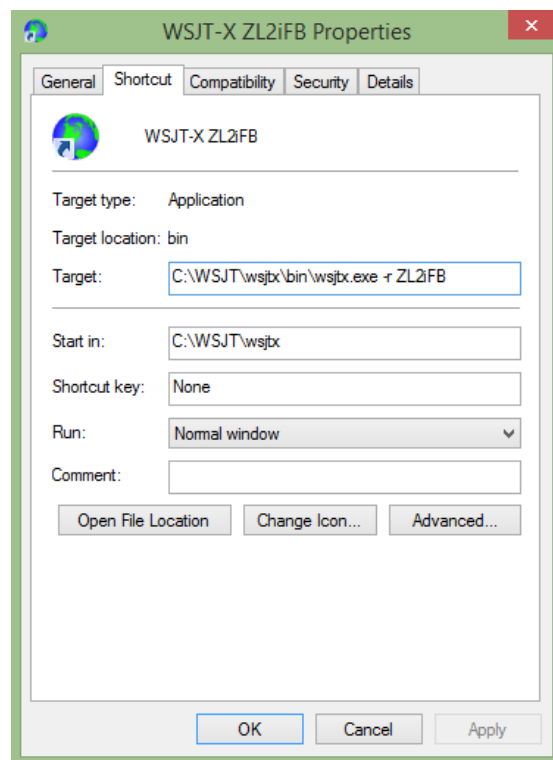 WSJT-X ZL2iFB Properties
General Shortcut Compatibility Security Details
WSJT-X ZL2iFB
Target type: Application
Target location: bin
Target: C:\WSJT\wsjtx\bin\wsjtx.exe -r ZL2iFB
Start in: C:\WSJT\wsjtx
Shortcut key: None
Run: Normal window
Comment:
Open File Location Change Icon... Advanced...
OK Cancel Apply